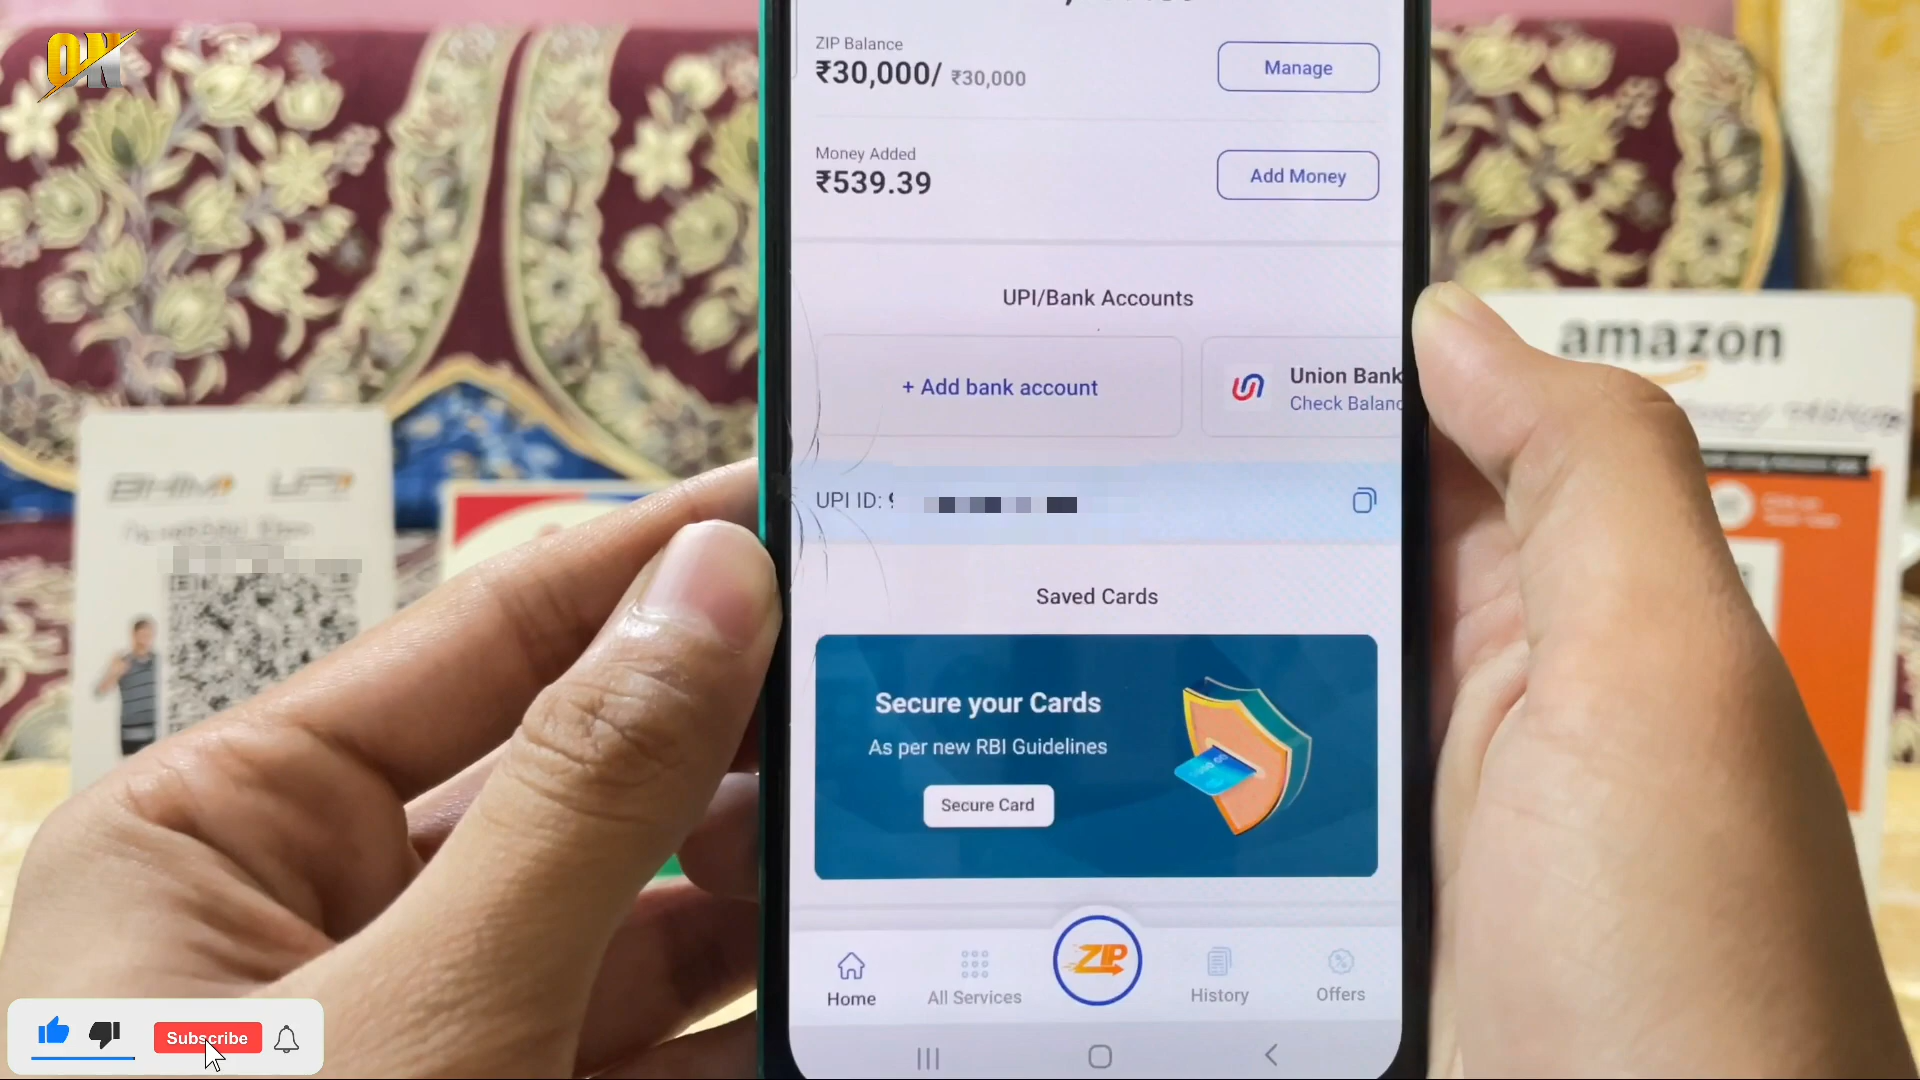 ON
ZIP Balance
₹30,000/ ₹30,000
Manage
Money Added
₹539.39
Add Money
UPI/Bank Accounts
+ Add bank account
Union Bank
UPI ID:
Saved Cards
Secure your Cards
As per new RBI Guidelines
Secure Card
ZIP
Home
All Services
History
Offers
amazon
BHIM UPI
Subscribe